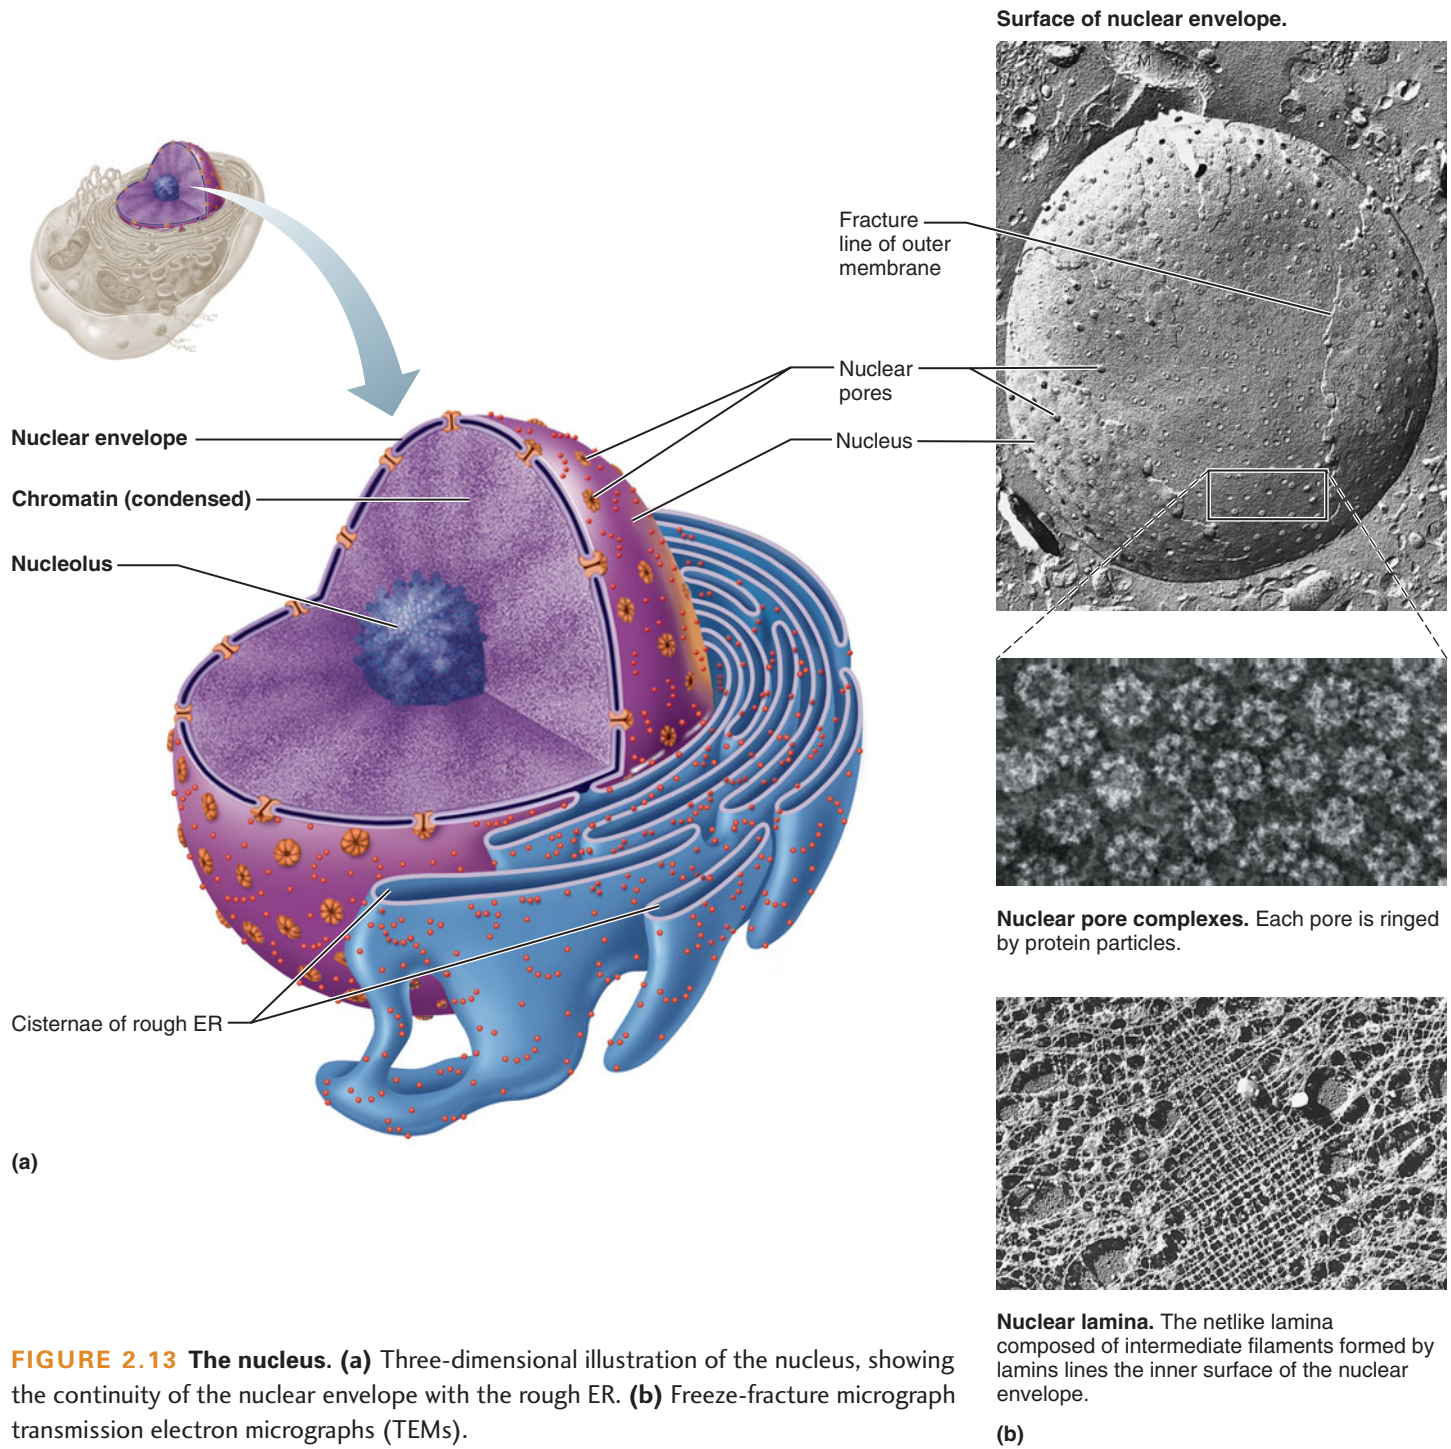 Surface of nuclear envelope.
M
Fracture
line of outer
membrane
Nuclear
pores
Nucleus
Nuclear envelope
Chromatin (condensed)
Nucleolus
Cisternae of rough ER
(a)
Nuclear pore complexes. Each pore is ringed
by protein particles.
Nuclear lamina. The netlike lamina
composed of intermediate filaments formed by
lamins lines the inner surface of the nuclear
envelope.
(b)
FIGURE 2.13 The nucleus. (a) Three-dimensional illustration of the nucleus, showing
the continuity of the nuclear envelope with the rough ER. (b) Freeze-fracture micrograph
transmission electron micrographs (TEMs).